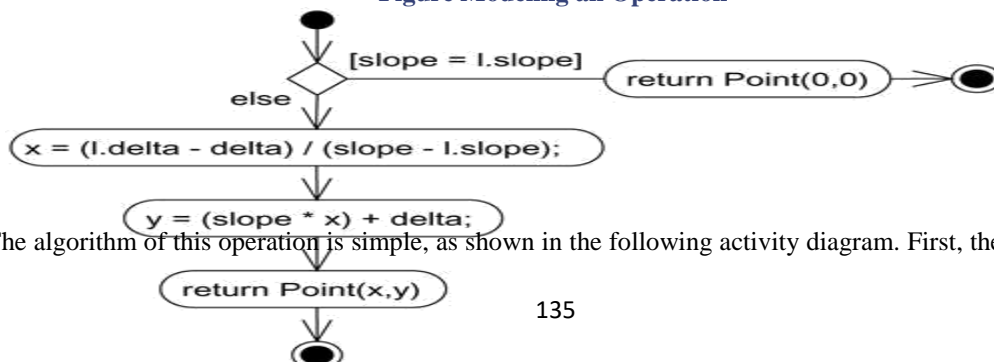 Figure Modeling an Operation
[slope = l.slope]
return Point(0,0)
else
x = (l.delta - delta) / (slope - l.slope);
y = (slope * x) + delta;
The algorithm of this operation is simple, as shown in the following activity diagram. First, the
return Point(x,y)
135